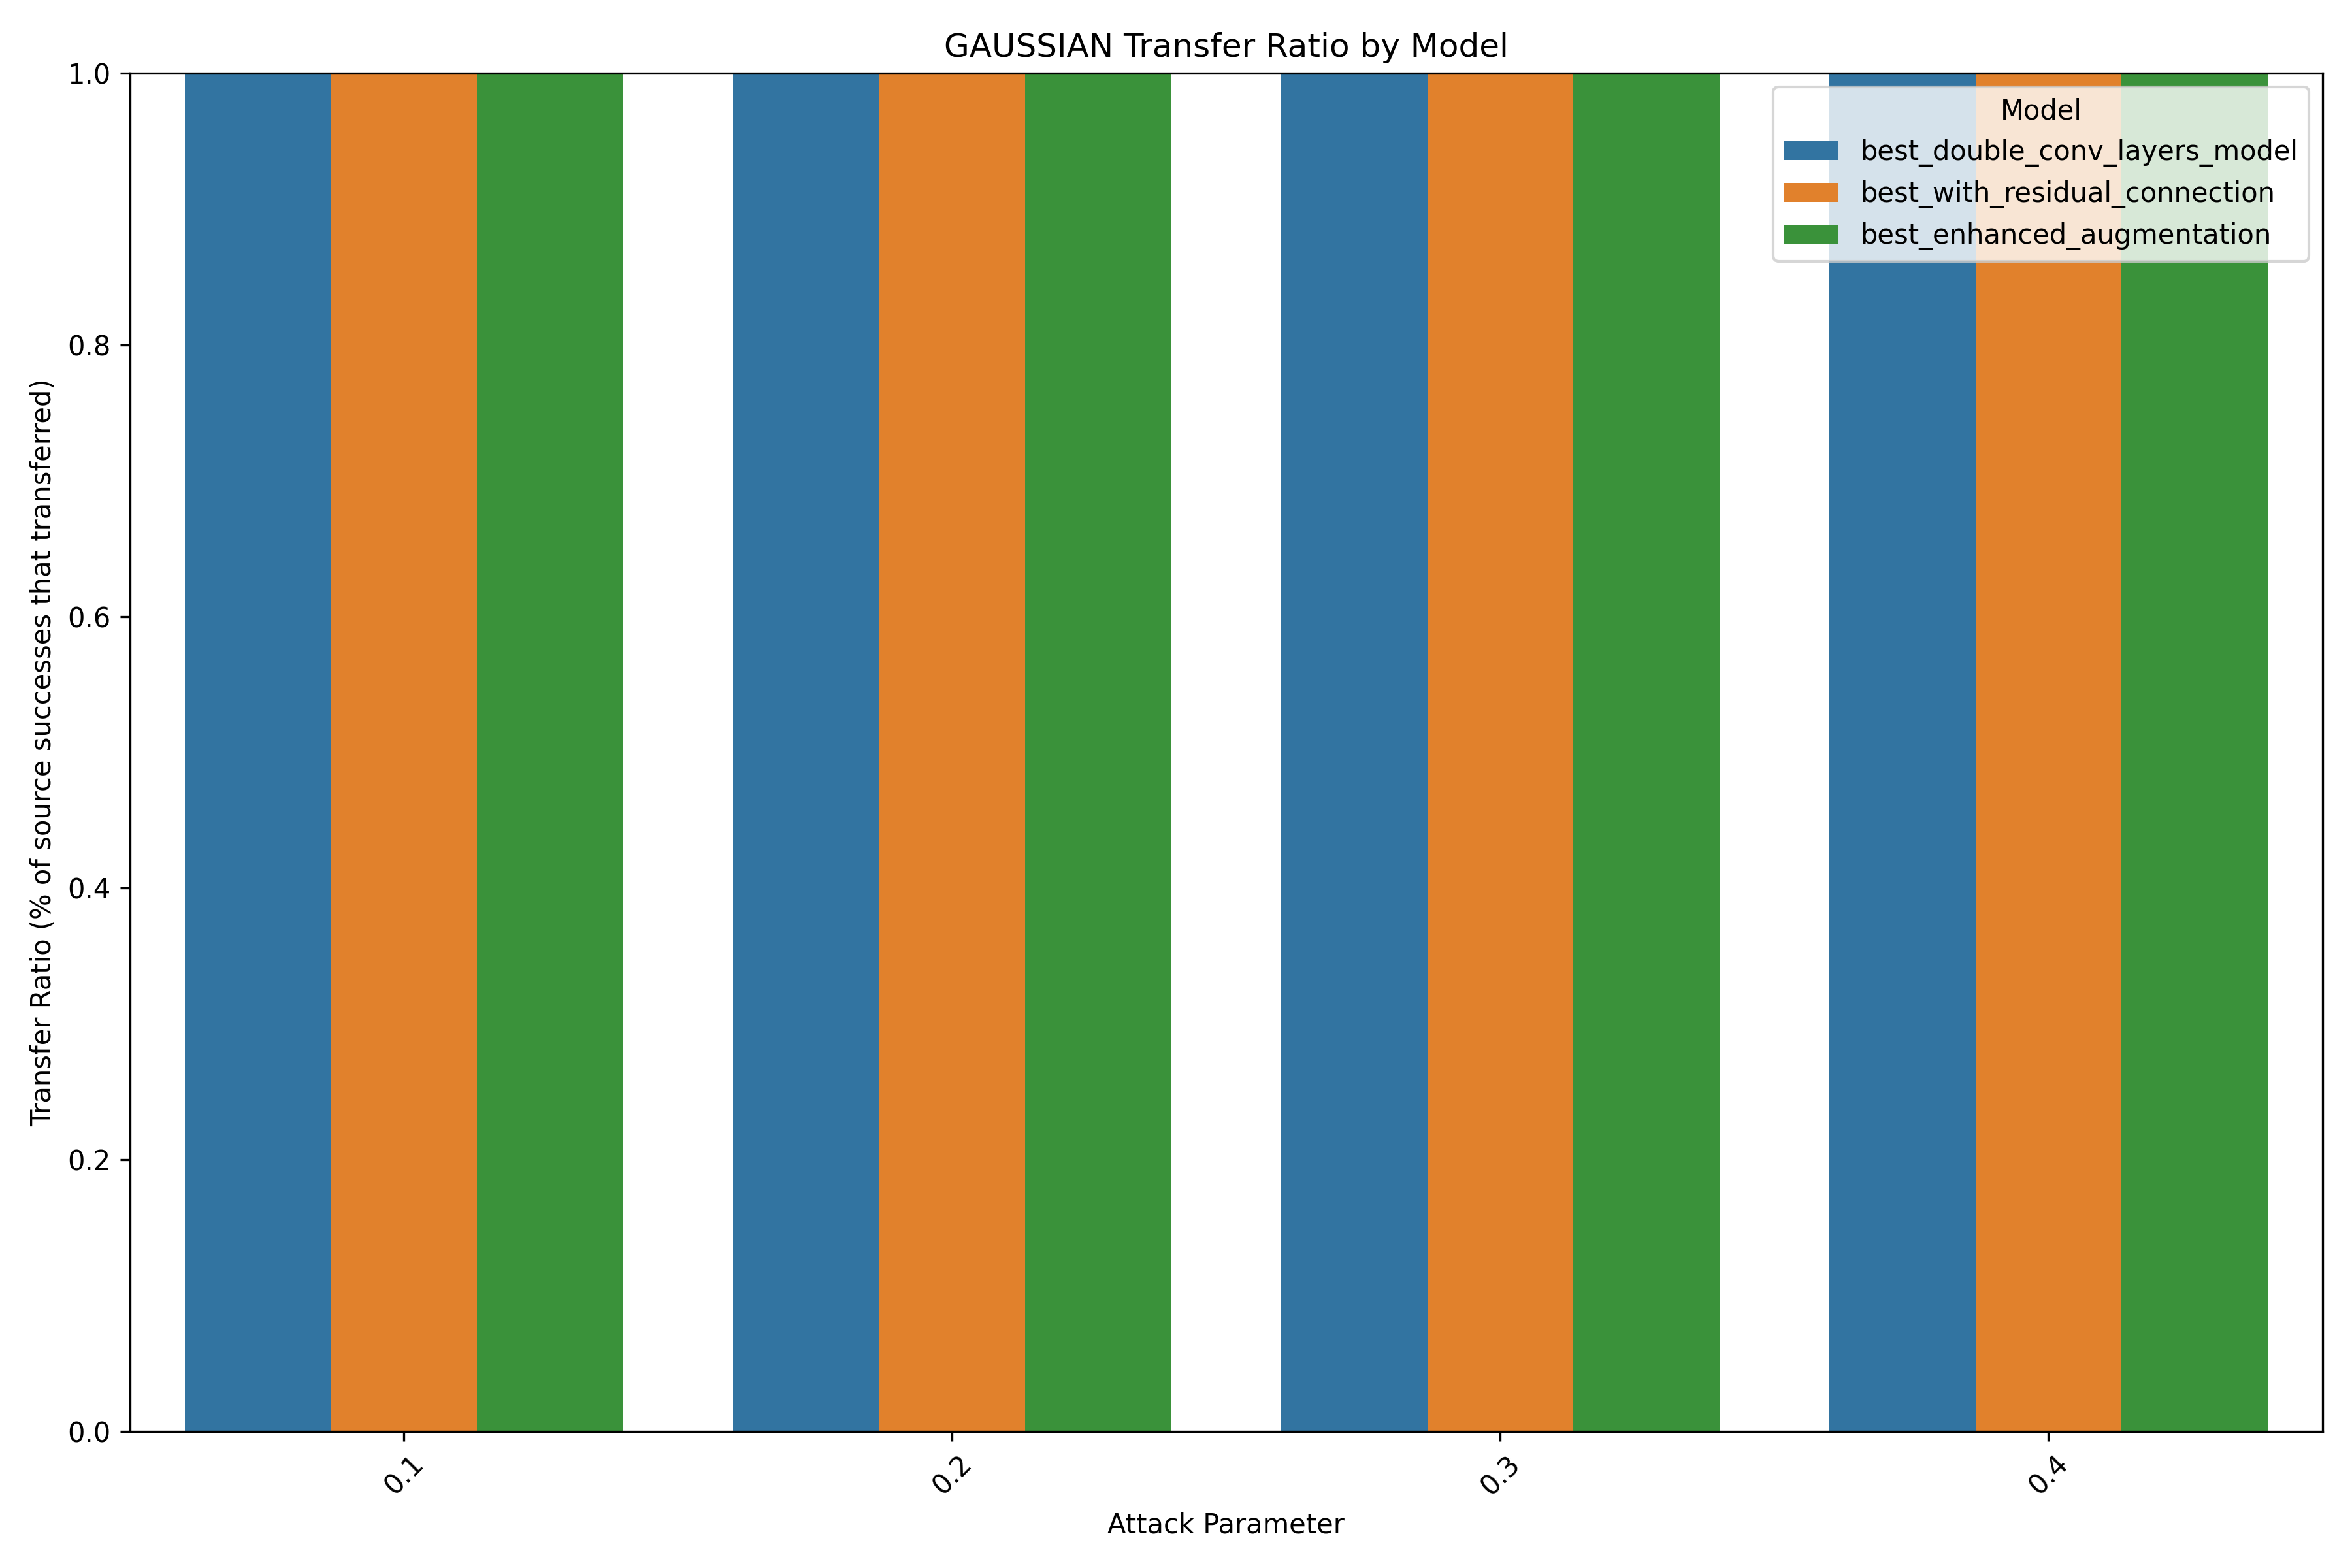 GAUSSIAN Transfer Ratio by Model
Transfer Ratio (% of source successes that transferred)
1.0
0.8
0.6
0.4
0.2
0.0
Model
best_double_conv_layers_model
best_with_residual_connection
best_enhanced_augmentation
0.1
0.2
0.3
0.4
Attack Parameter